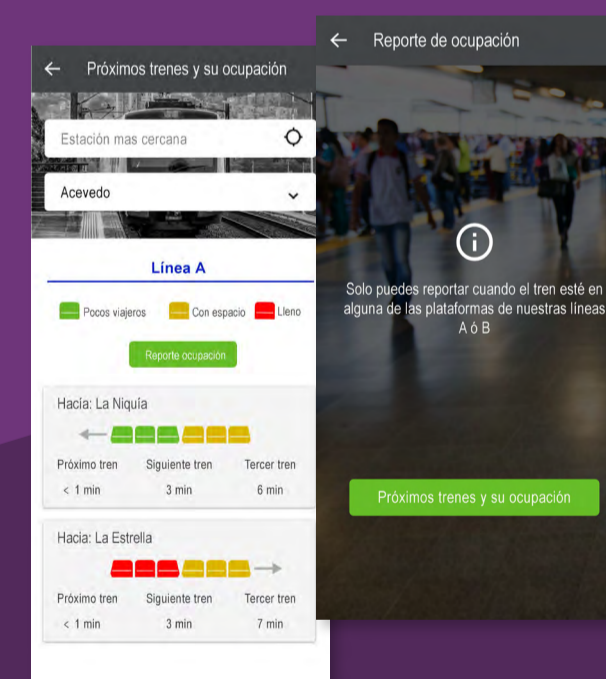 Próximos trenes y su ocupación
Estación mas cercana
Acevedo
Línea A
Pocos viajeros Con espacio Lleno
Reporte ocupación
Hacia: La Niquía
Próximo tren Siguiente tren Tercer tren
< 1 min 3 min 6 min
Hacia: La Estrella
Próximo tren Siguiente tren Tercer tren
< 1 min 3 min 7 min
Reporte de ocupación
Solo puedes reportar cuando el tren esté en
alguna de las plataformas de nuestras líneas
A ó B
Próximos trenes y su ocupación